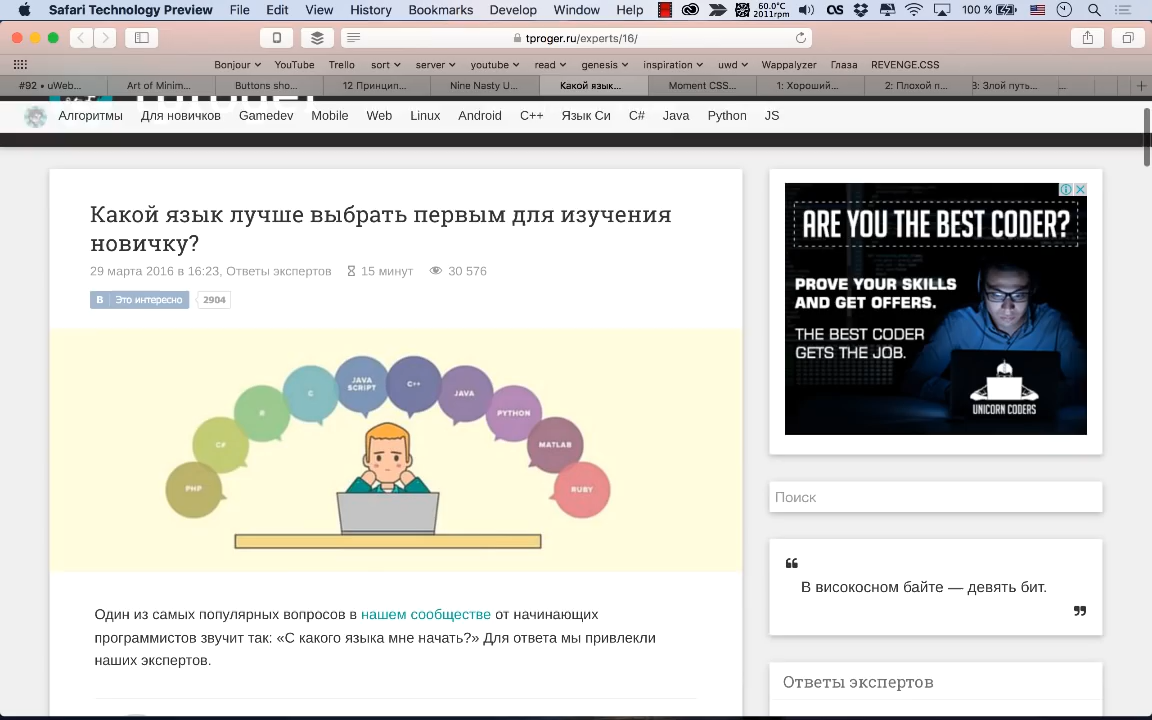 Safari Technology Preview File Edit View History Bookmarks Develop Window Help 60.0°C 2011rpm 100 %
tproger.ru/experts/16/
Bonjour YouTube Trello sort server youtube read genesis inspiration uwd Wappalyzer Глаза REVENGE.CSS
#92 • uWeb... Art of Minim... Buttons sho... 12 Принцип... Nine Nasty U... Какой язык... Moment CSS... 1: Хороший... 2: Плохой п... 3: Злой путь... ...
Алгоритмы Для новичков Gamedev Mobile Web Linux Android C++ Язык Си C# Java Python JS
Какой язык лучше выбрать первым для изучения
новичку?
29 марта 2016 в 16:23, Ответы экспертов 15 минут 30 576
B Это интересно 2904
PHP
C#
C
JAVA SCRIPT
C++
JAVA
PYTHON
MATLAB
RUBY
Один из самых популярных вопросов в нашем сообществе от начинающих
программистов звучит так: «С какого языка мне начать?» Для ответа мы привлекли
наших экспертов.
ARE YOU THE BEST CODER?
PROVE YOUR SKILLS
AND GET OFFERS.
THE BEST CODER
GETS THE JOB.
UNICORN CODERS
Поиск
В високосном байте — девять бит.
Ответы экспертов